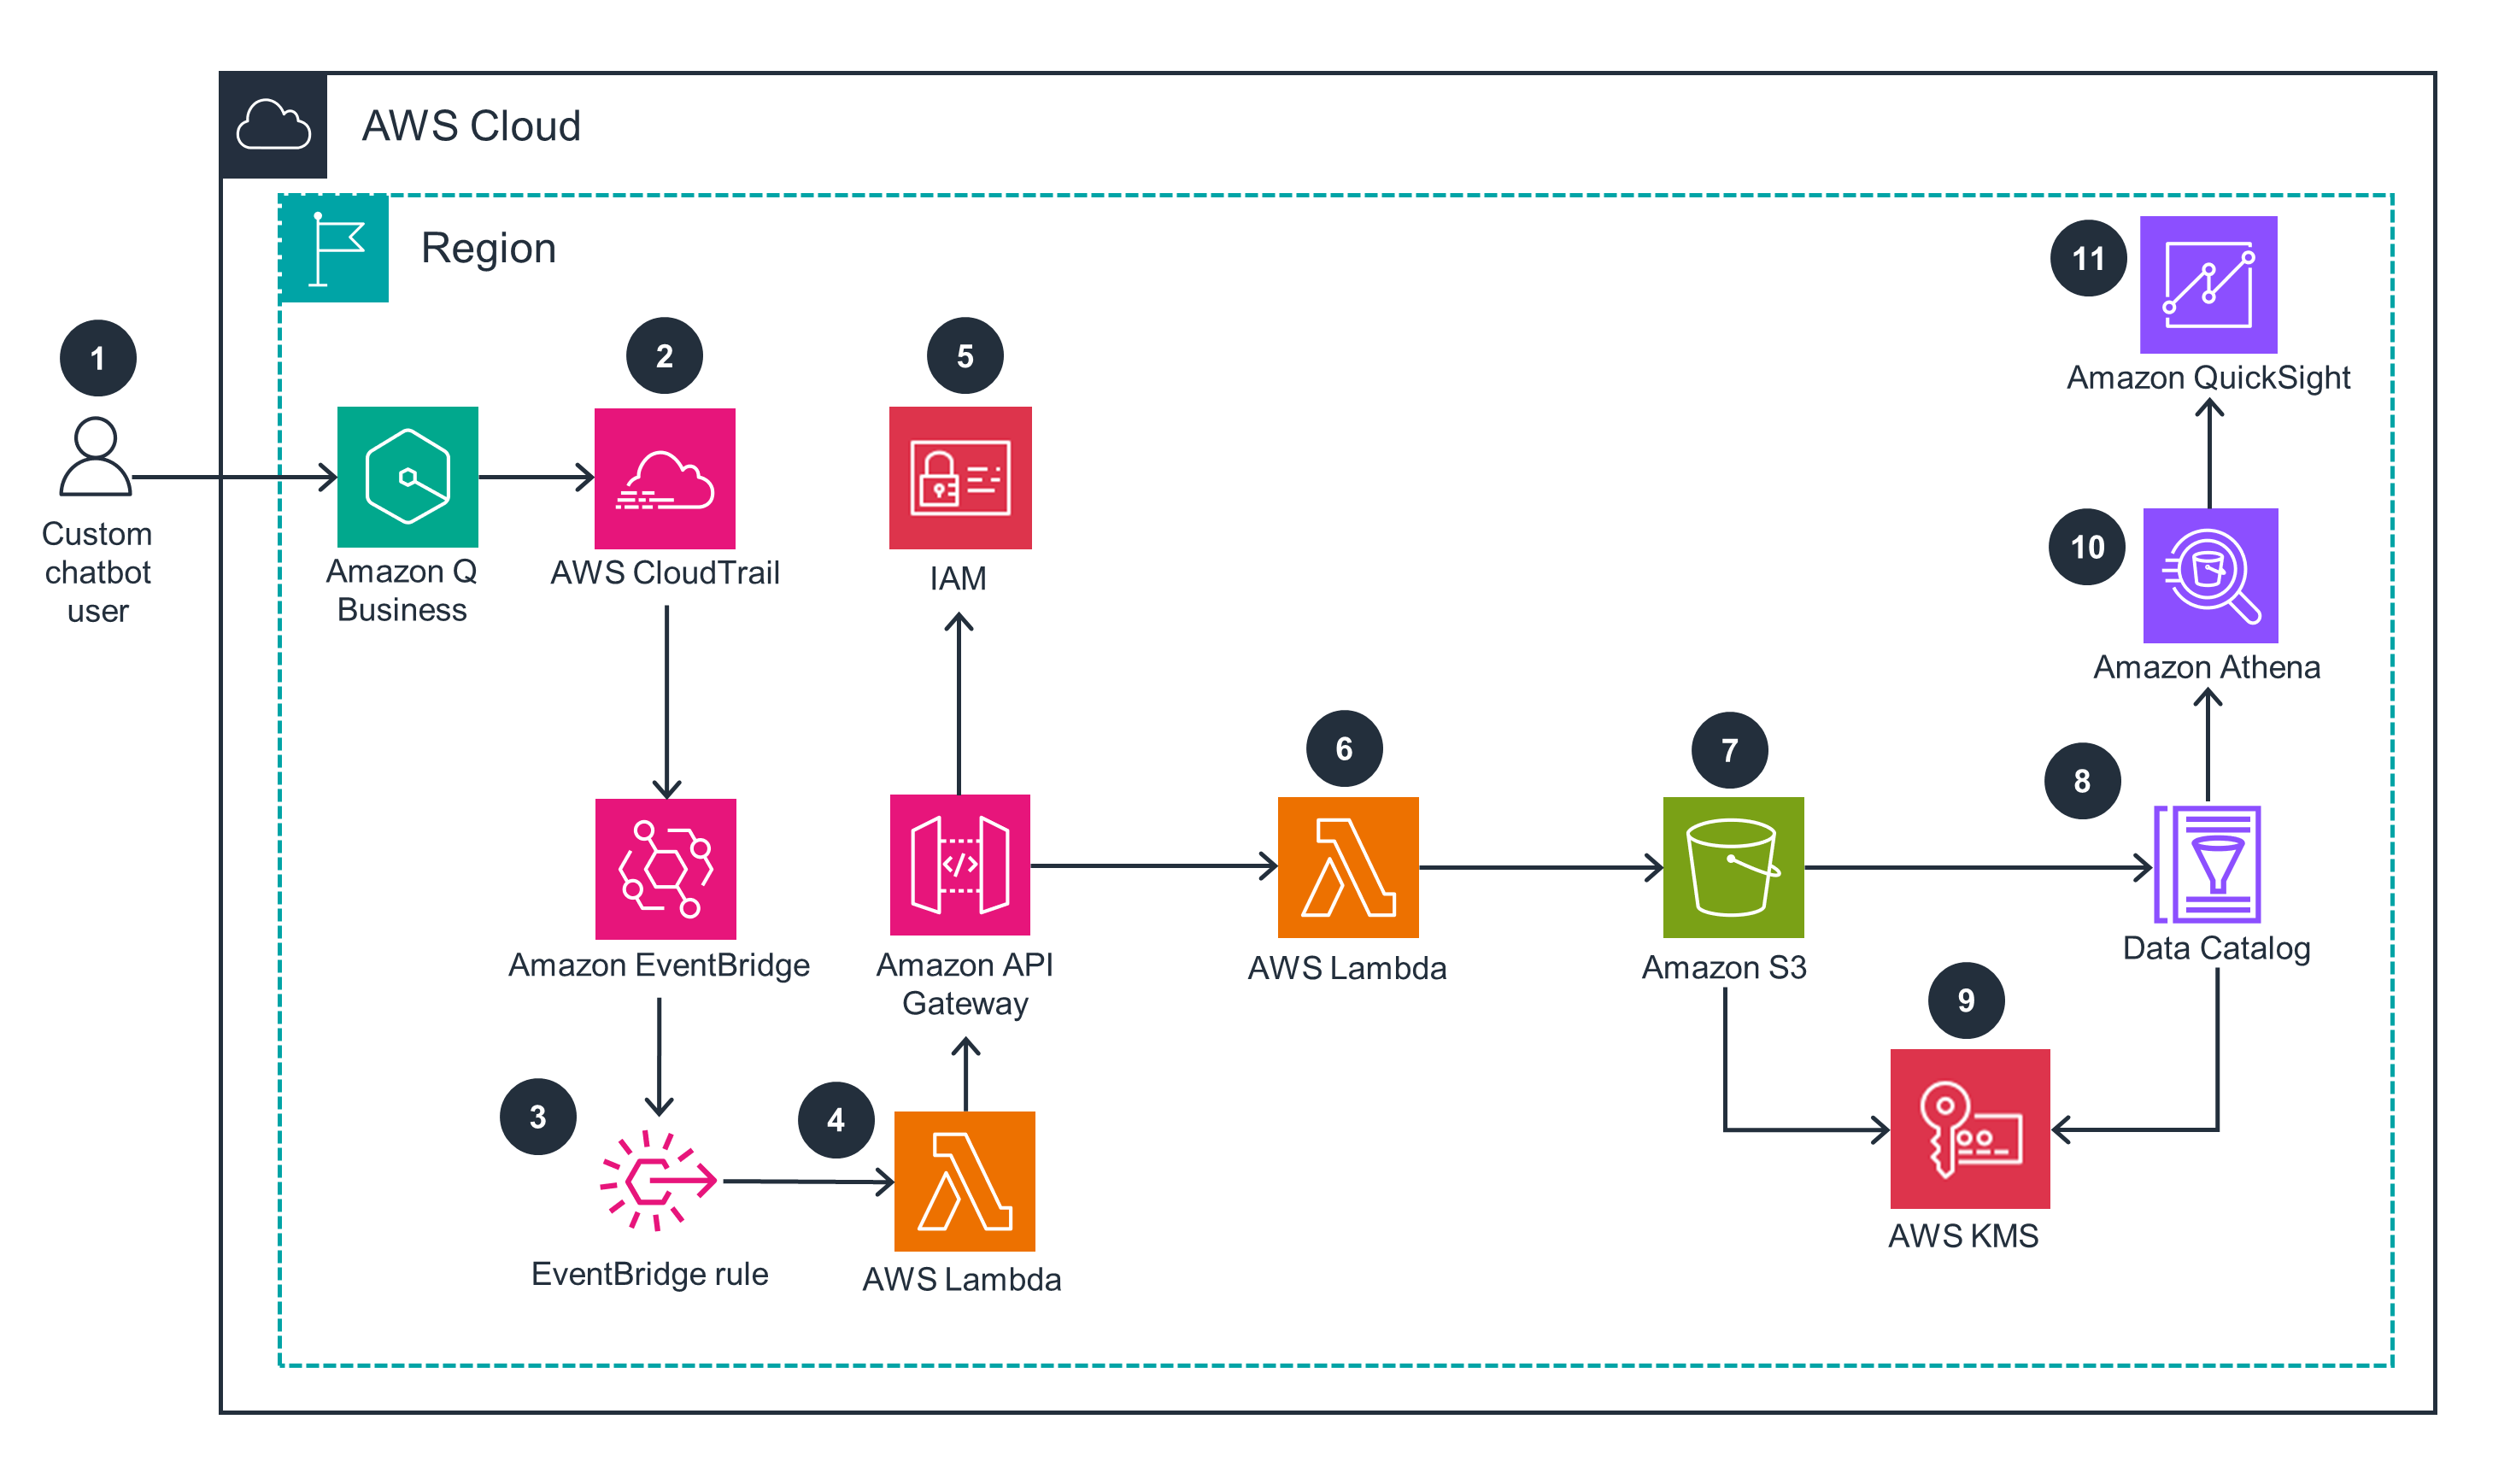 AWS Cloud
Region
1
Custom
chatbot
user
Amazon Q
Business
2
AWS CloudTrail
Amazon EventBridge
3
EventBridge rule
4
AWS Lambda
Amazon API
Gateway
5
IAM
6
AWS Lambda
7
Amazon S3
8
Data Catalog
9
AWS KMS
10
Amazon Athena
11
Amazon QuickSight